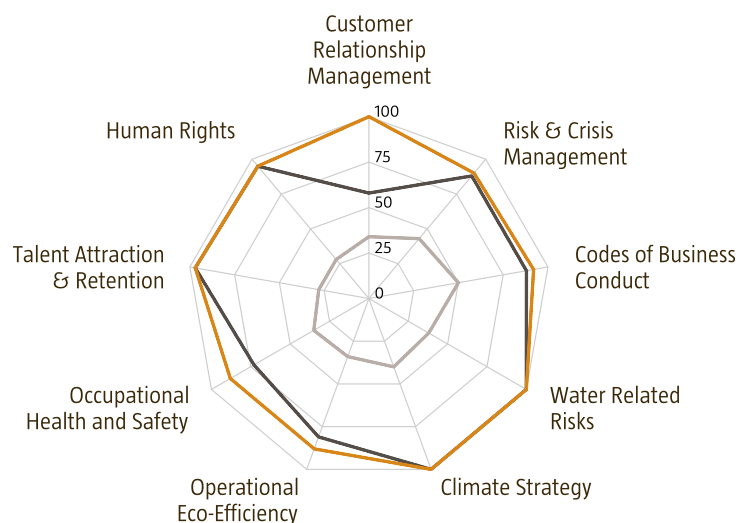 Customer
Relationship
Management
100
Human Rights
Risk & Crisis
Management
75
50
Talent Attraction
& Retention
Codes of Business
Conduct
25
0
Occupational
Health and Safety
Water Related
Risks
Operational
Eco-Efficiency
Climate Strategy